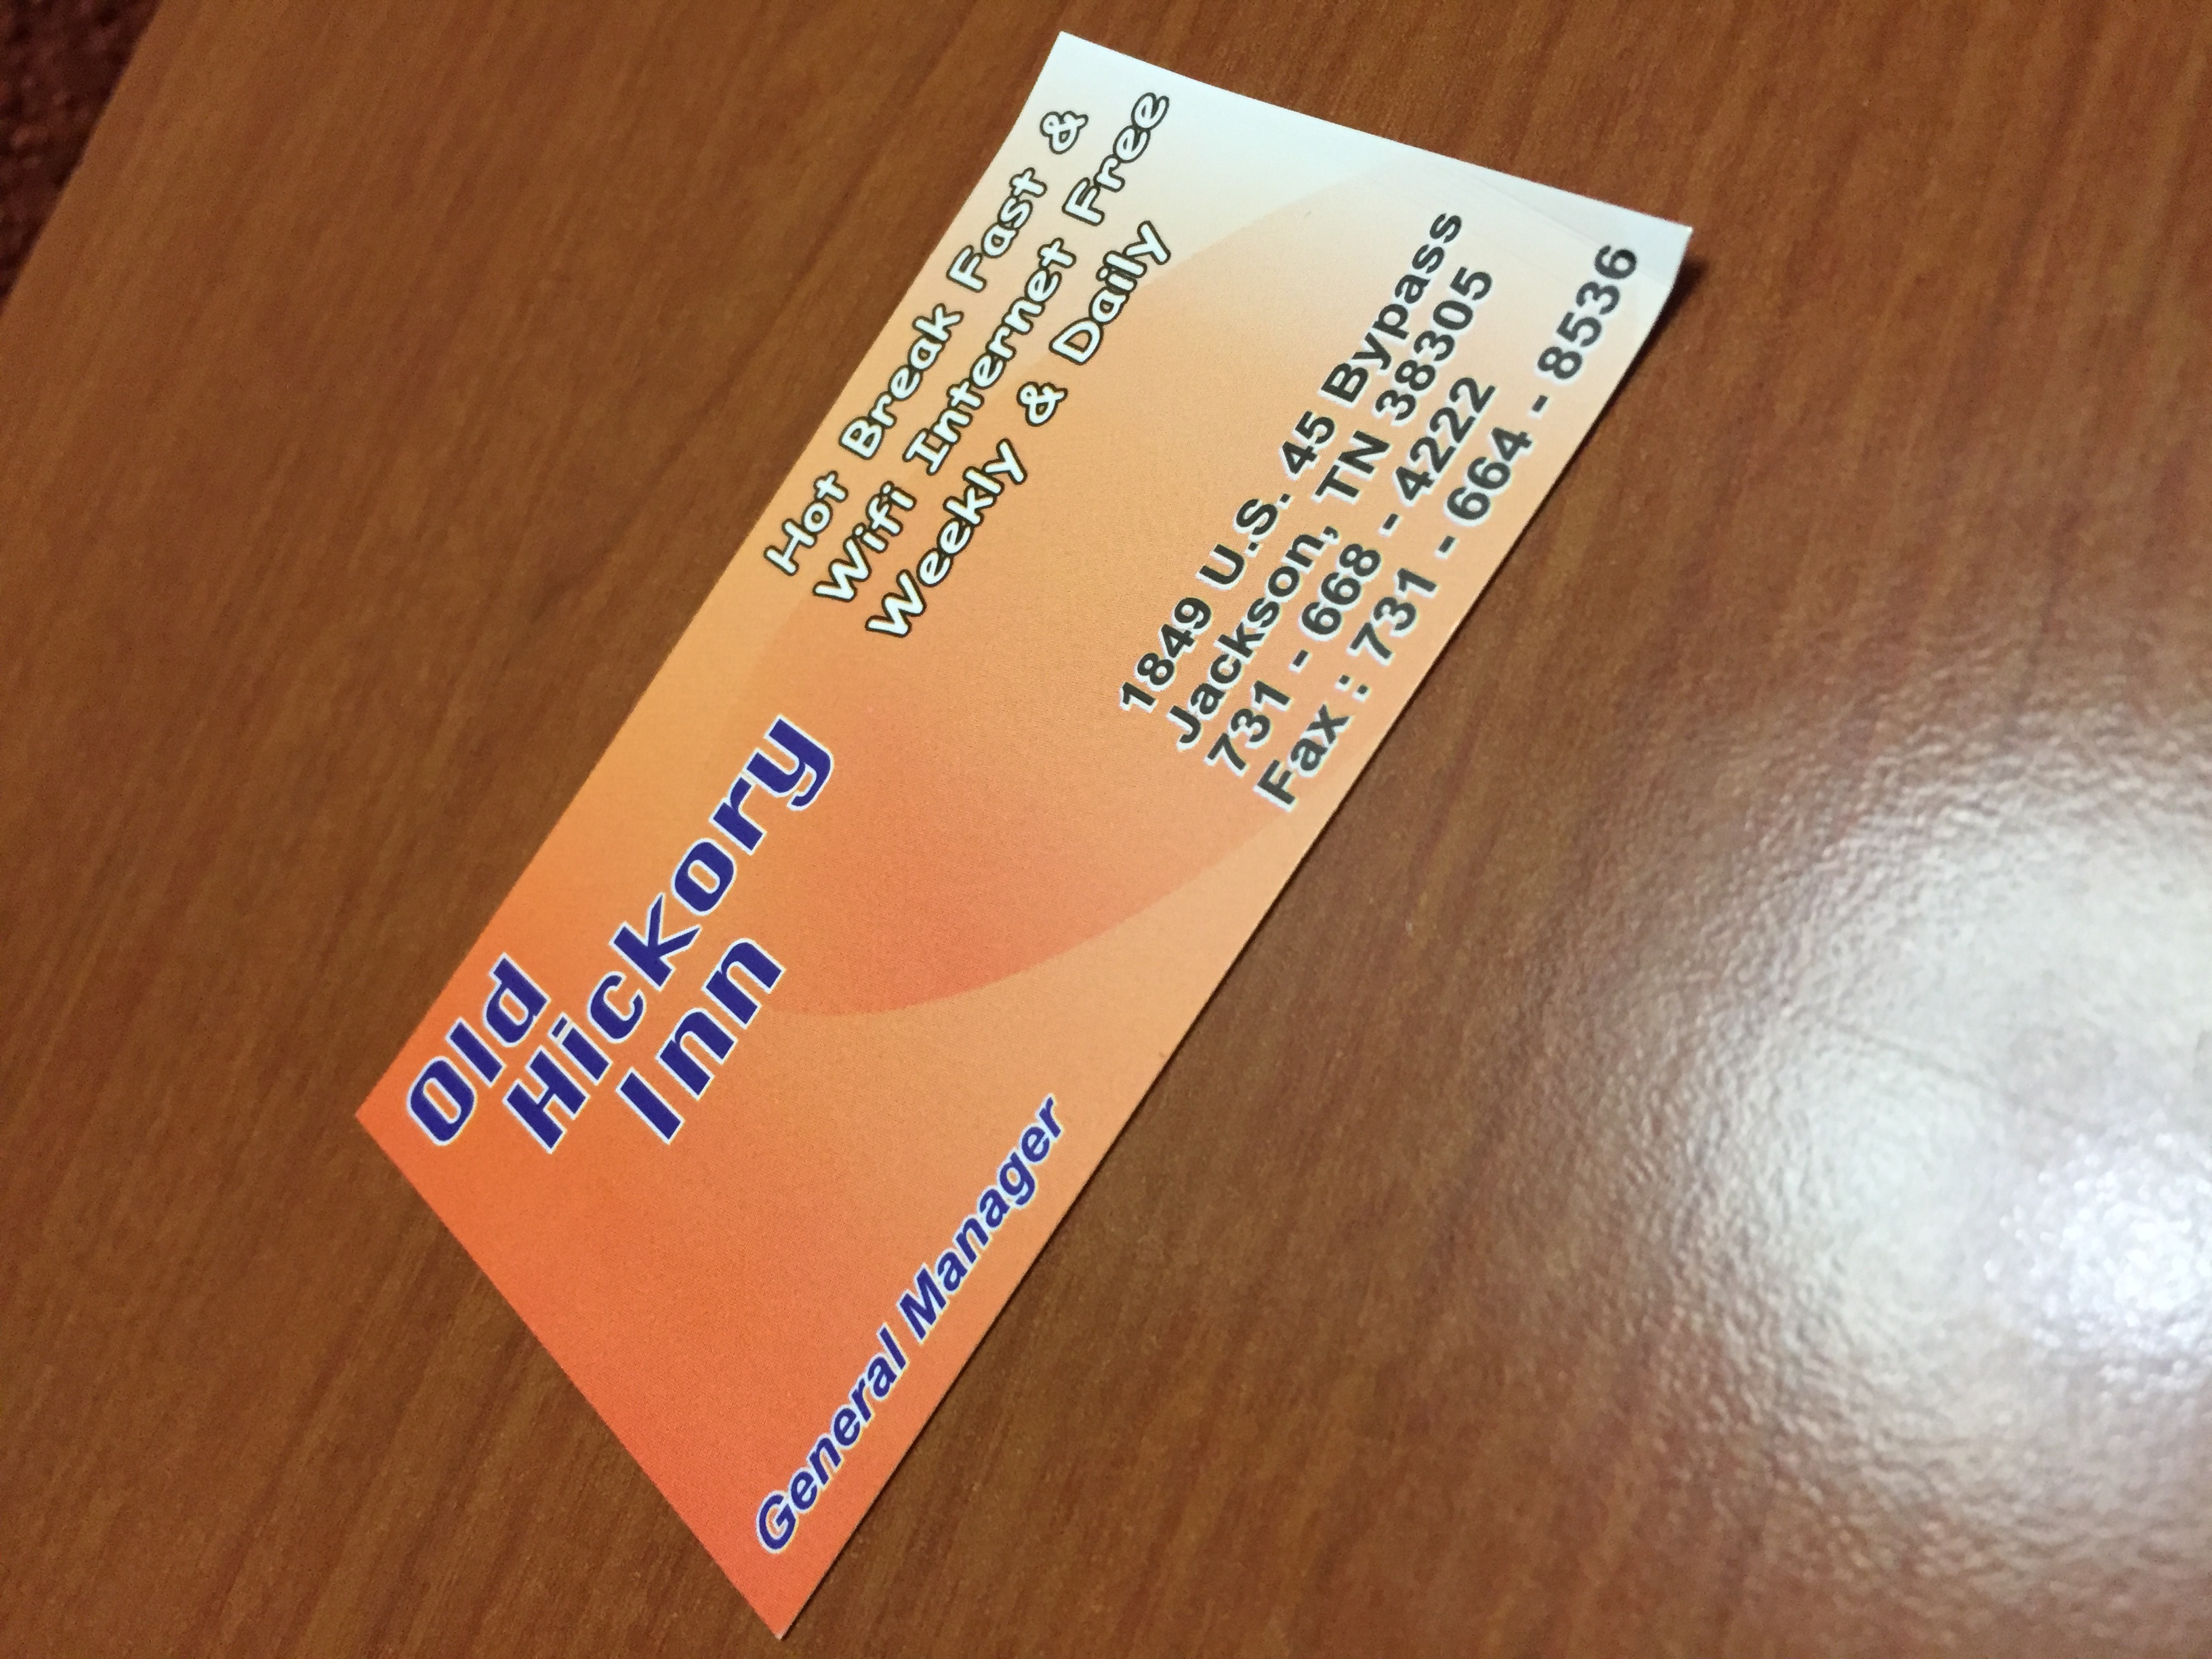 Old
Hickory
Inn
Hot Break Fast &
Wifi Internet Free
Weekly & Daily
General Manager
1849 U.S. 45 Bypass
Jackson, TN 38305
731 - 668 - 4222
Fax : 731 - 664 - 8536